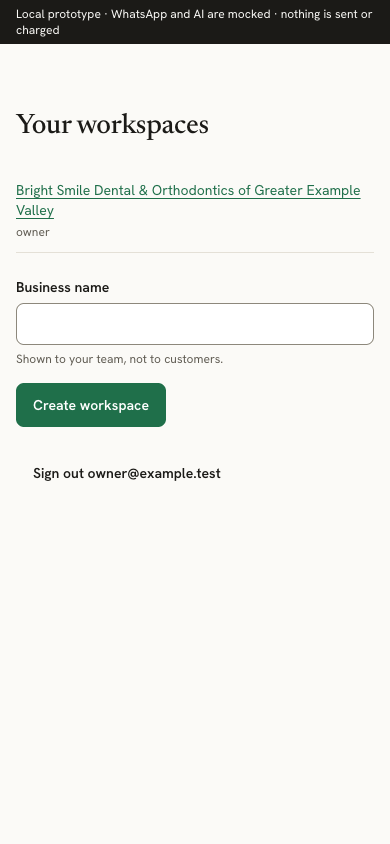 Local prototype · WhatsApp and AI are mocked · nothing is sent or
charged
Your workspaces
Bright Smile Dental & Orthodontics of Greater Example
Valley
owner
Business name
Shown to your team, not to customers.
Create workspace
Sign out owner@example.test